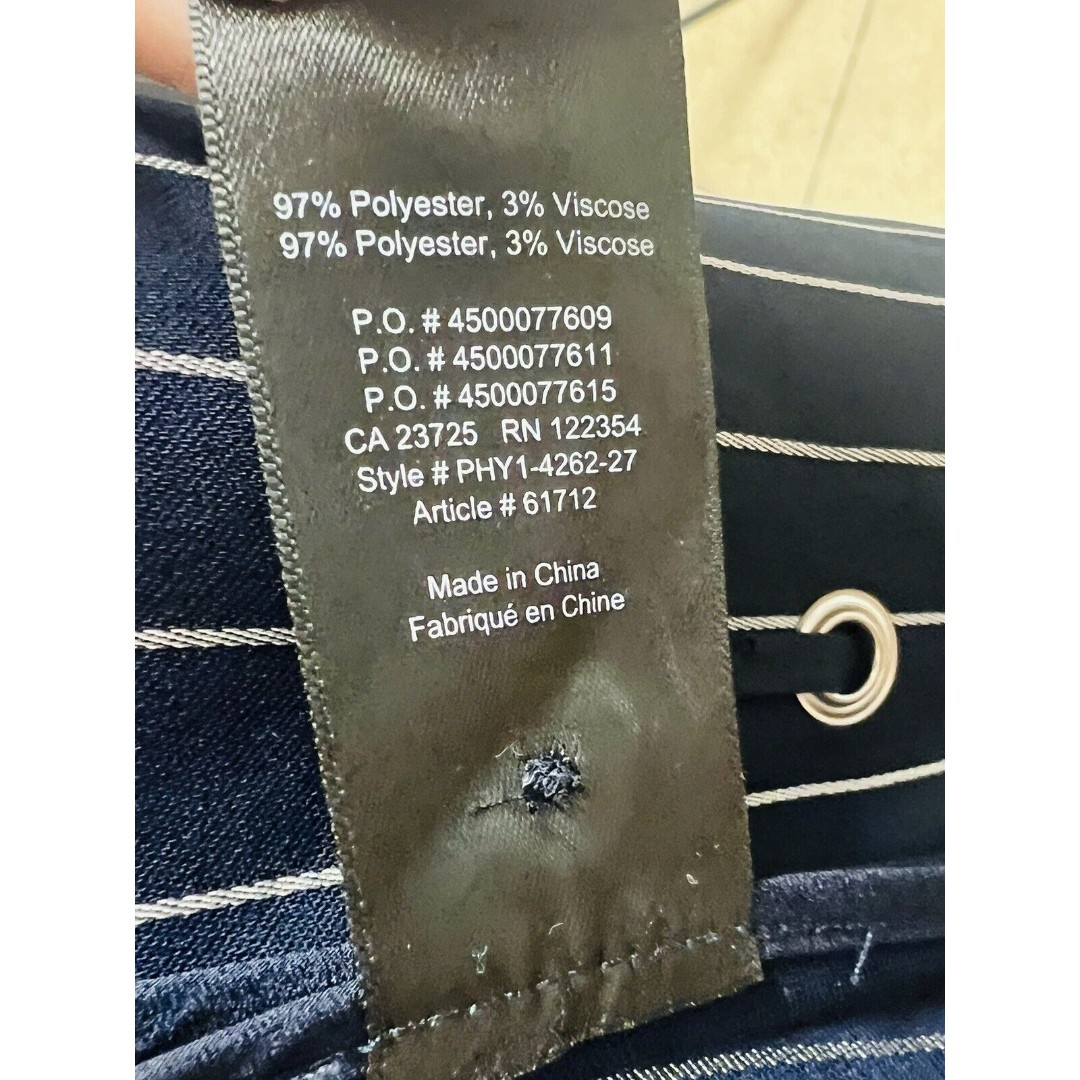 97% Polyester, 3% Viscose
97% Polyester, 3% Viscose
P.O. # 4500077609
P.O. # 4500077611
P.O. # 4500077615
CA 23725 RN 122354
Style # PHY1-4262-27
Article # 61712
Made in China
Fabriqué en Chine